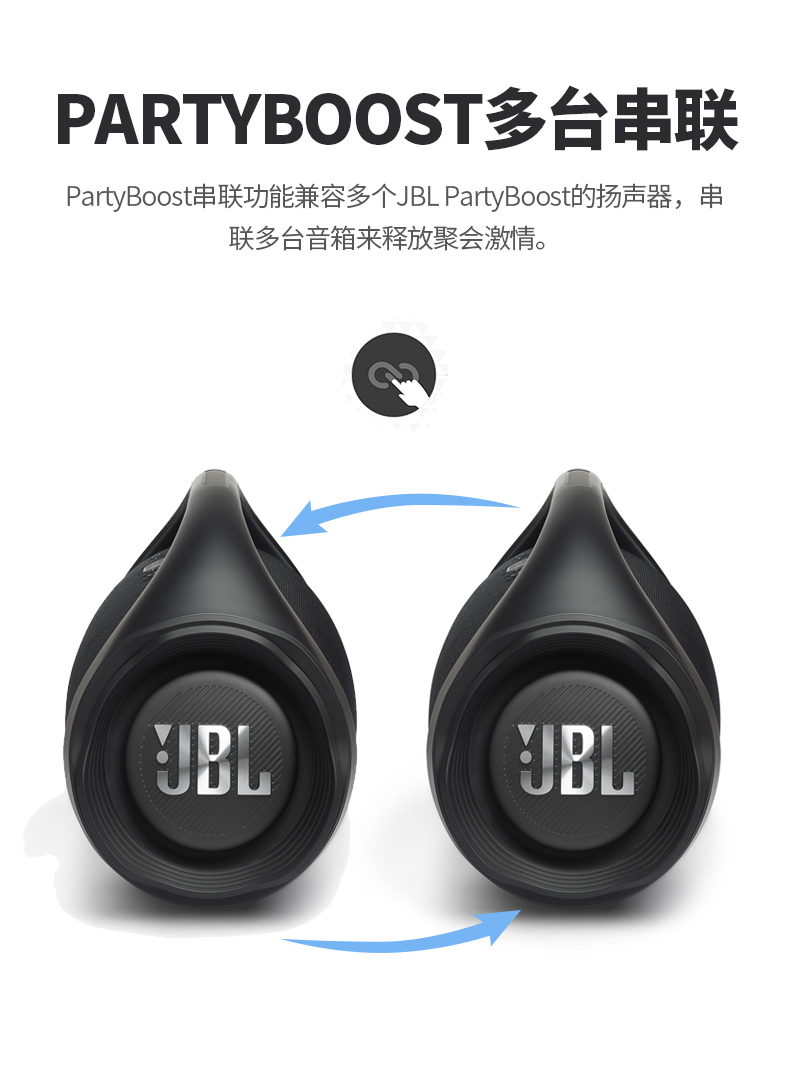 PARTYBOOST多台串联
PartyBoost串联功能兼容多个JBL PartyBoost的扬声器，串
联多台音箱来释放聚会激情。
JBL
JBL